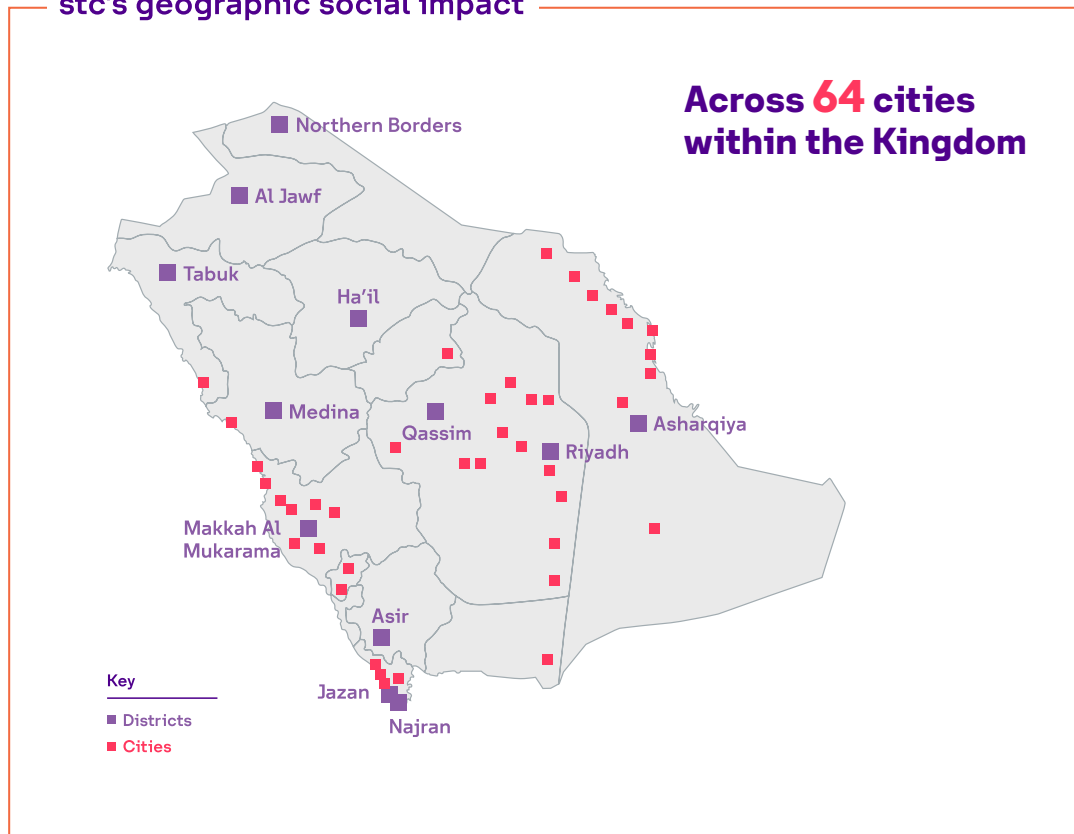 stc's geographic social impact
Across 64 cities
within the Kingdom
Northern Borders
Al Jawf
Tabuk
Ha'il
Medina
Qassim
Asharqiya
Riyadh
Makkah Al
Mukarama
Asir
Jazan
Najran
Key
Districts
Cities